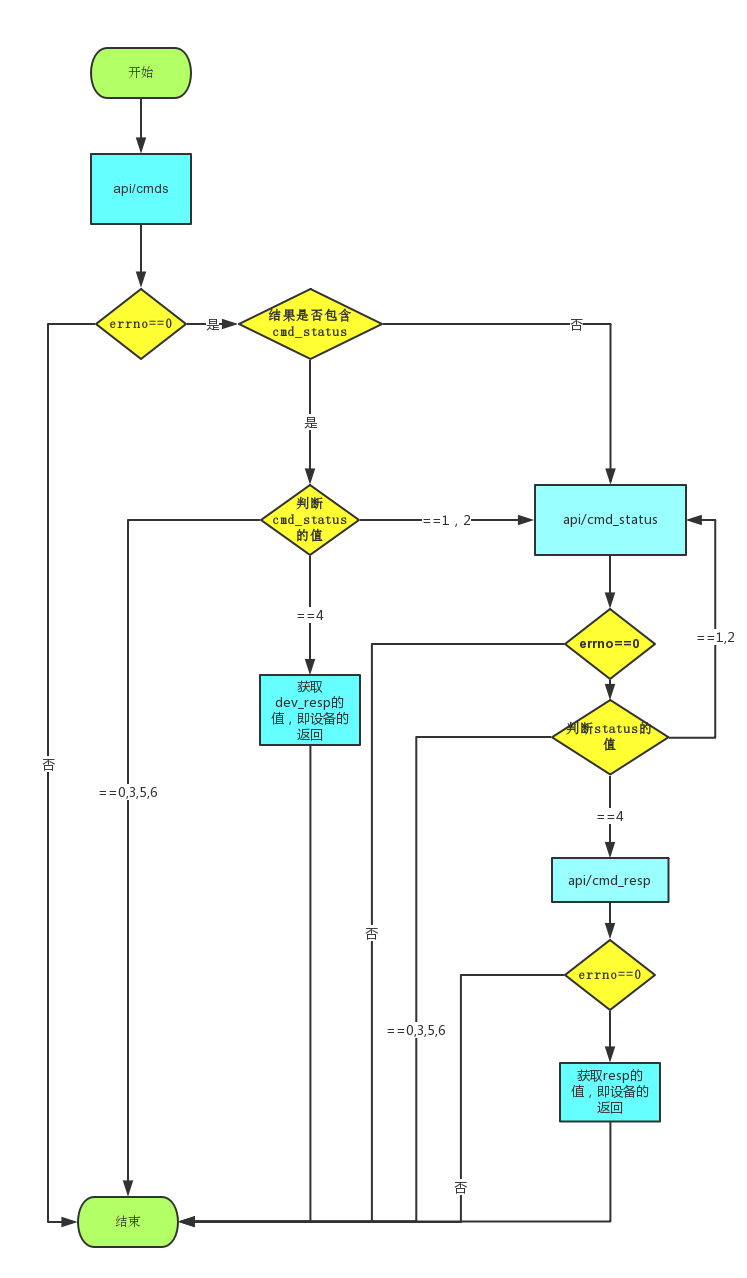 开始
api/cmds
errno==0
是
结果是否包含
cmd_status
否
是
判断
cmd_status
的值
==1，2
api/cmd_status
==4
errno==0
==1,2
获取
dev_resp的
值，即设备的
返回
判断status的
值
否
==0,3,5,6
==4
api/cmd_resp
否
errno==0
==0,3,5,6
获取resp的
值，即设备的
返回
否
结束